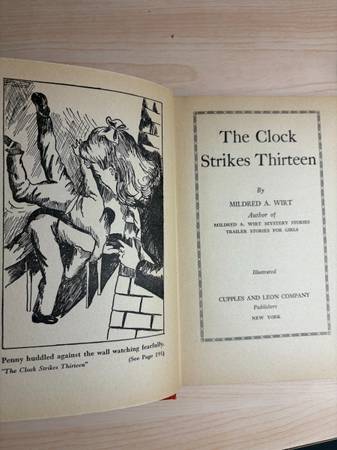 Penny huddled against the wall watching fearfully.
"The Clock Strikes Thirteen"
(See Page 195)
The Clock
Strikes Thirteen
By
MILDRED A. WIRT
Author of
MILDRED A. WIRT MYSTERY STORIES
TRAILER STORIES FOR GIRLS
Illustrated
CUPPLES AND LEON COMPANY
Publishers
NEW YORK